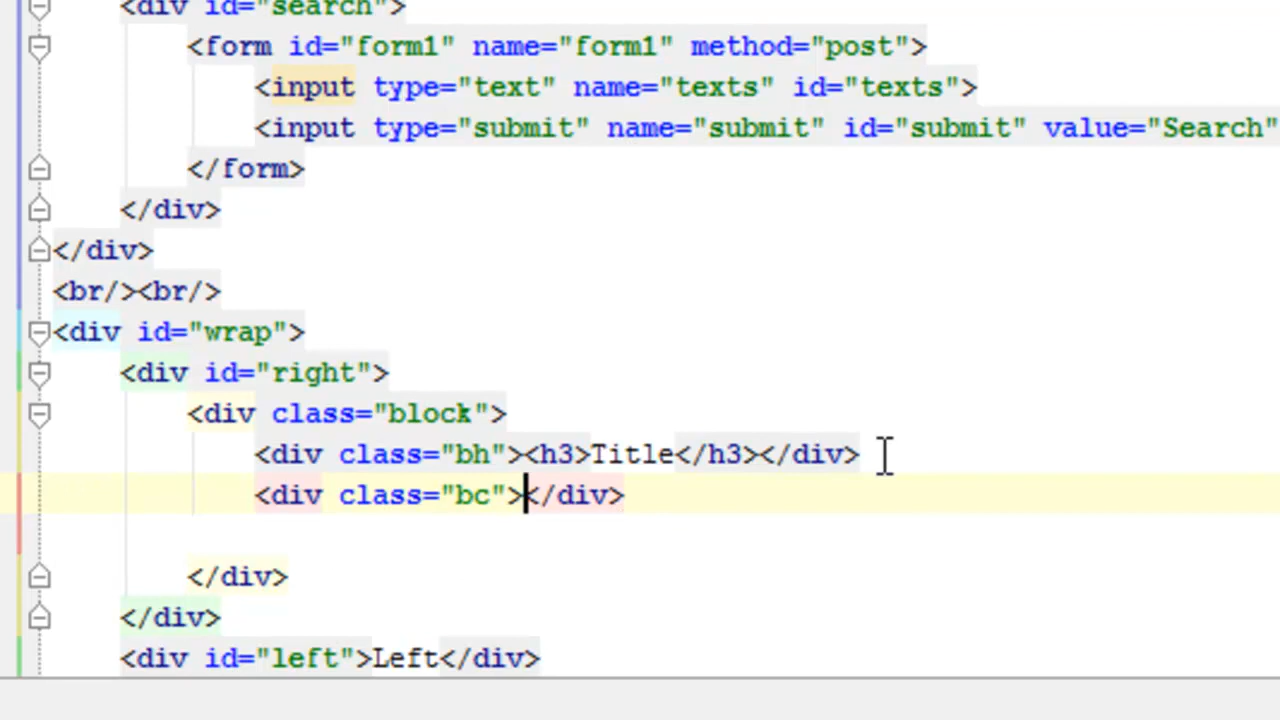 <div id="search">
<form id="form1" name="form1" method="post">
<input type="text" name="texts" id="texts">
<input type="submit" name="submit" id="submit" value="Search"
</form>
</div>
</div>
<br/><br/>
<div id="wrap">
<div id="right">
<div class="block">
<div class="bh"><h3>Title</h3></div>
<div class="bc"></div>
</div>
</div>
<div id="left">Left</div>